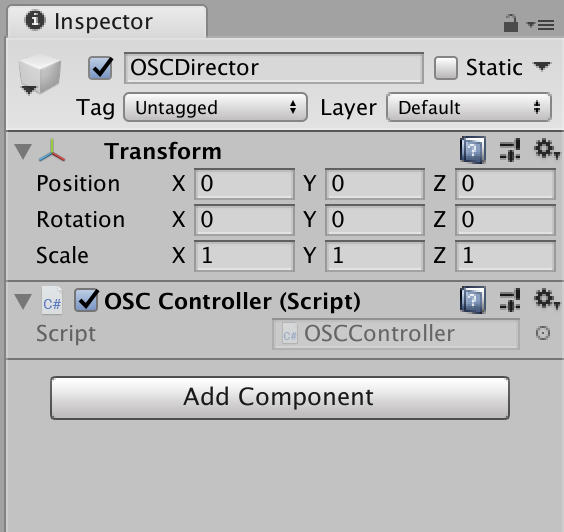 Inspector
OSCDirector Static
Tag Untagged Layer Default
Transform
Position X 0 Y 0 Z 0
Rotation X 0 Y 0 Z 0
Scale X 1 Y 1 Z 1
C# OSC Controller (Script)
Script C# OSCController
Add Component